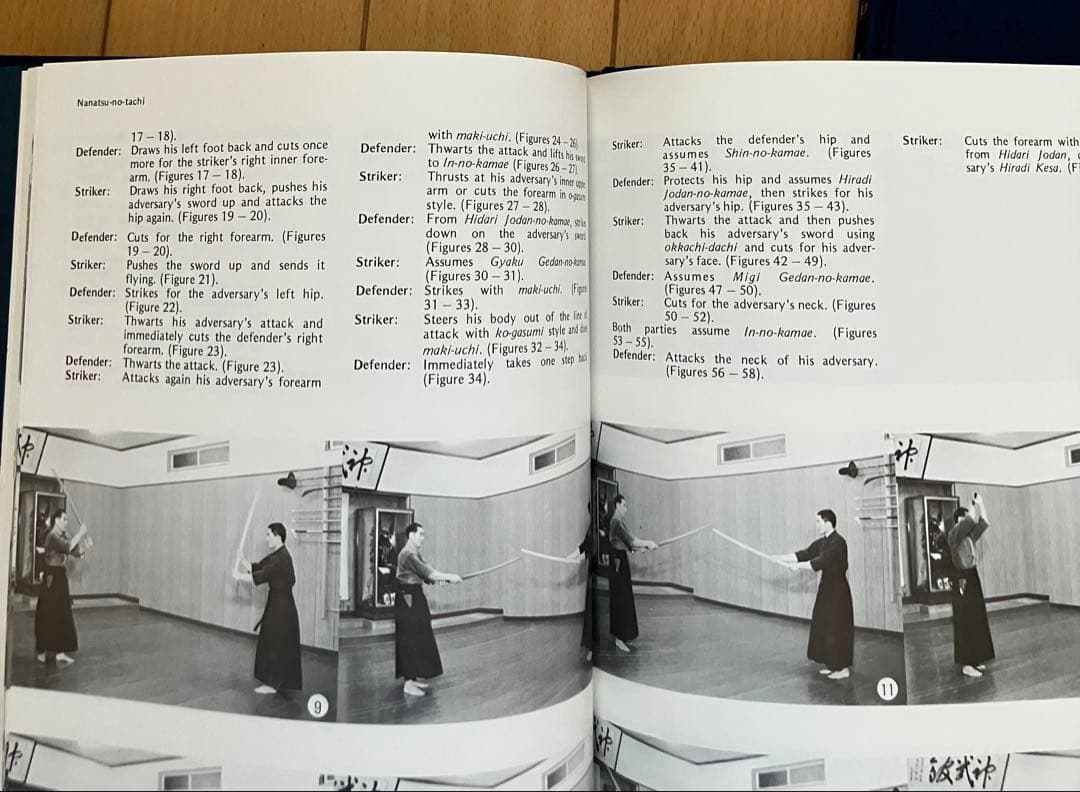 Nanatsu-no-tachi
17 – 18).
Defender: Draws his left foot back and cuts once
more for the striker's right inner fore-
arm. (Figures 17 – 18).
Striker: Draws his right foot back, pushes his
adversary's sword up and attacks the
hip again. (Figures 19 – 20).
Defender: Cuts for the right forearm. (Figures
19 – 20).
Striker: Pushes the sword up and sends it
flying. (Figure 21).
Defender: Strikes for the adversary's left hip.
(Figure 22).
Striker: Thwarts his adversary's attack and
immediately cuts the defender's right
forearm. (Figure 23).
Defender: Thwarts the attack. (Figure 23).
Striker: Attacks again his adversary's forearm
with maki-uchi. (Figures 24 – 26)
Defender: Thwarts the attack and lifts his sword
to In-no-kamae (Figures 26 – 27)
Striker: Thrusts at his adversary's inner upper
arm or cuts the forearm in o-gasumi
style. (Figures 27 – 28).
Defender: From Hidari Jodan-no-kamae, strikes
down on the adversary's sword
(Figures 28 – 30).
Striker: Assumes Gyaku Gedan-no-kamae
(Figures 30 – 31).
Defender: Strikes with maki-uchi. (Figures
31 – 33).
Striker: Steers his body out of the line of
attack with ko-gasumi style and
maki-uchi. (Figures 32 – 34).
Defender: Immediately takes one step back
(Figure 34).
Striker: Attacks the defender's hip and
assumes Shin-no-kamae. (Figures
35 – 41).
Defender: Protects his hip and assumes Hiradi
Jodan-no-kamae, then strikes for his
adversary's hip. (Figures 35 – 43).
Striker: Thwarts the attack and then pushes
back his adversary's sword using
okkachi-dachi and cuts for his adver-
sary's face. (Figures 42 – 49).
Defender: Assumes Migi Gedan-no-kamae.
(Figures 47 – 50).
Striker: Cuts for the adversary's neck. (Figures
50 – 52).
Both parties assume In-no-kamae. (Figures
53 – 55).
Defender: Attacks the neck of his adversary.
(Figures 56 – 58).
Striker: Cuts the forearm with
from Hidari Jodan,
sary's Hiradi Kesa.
9
11